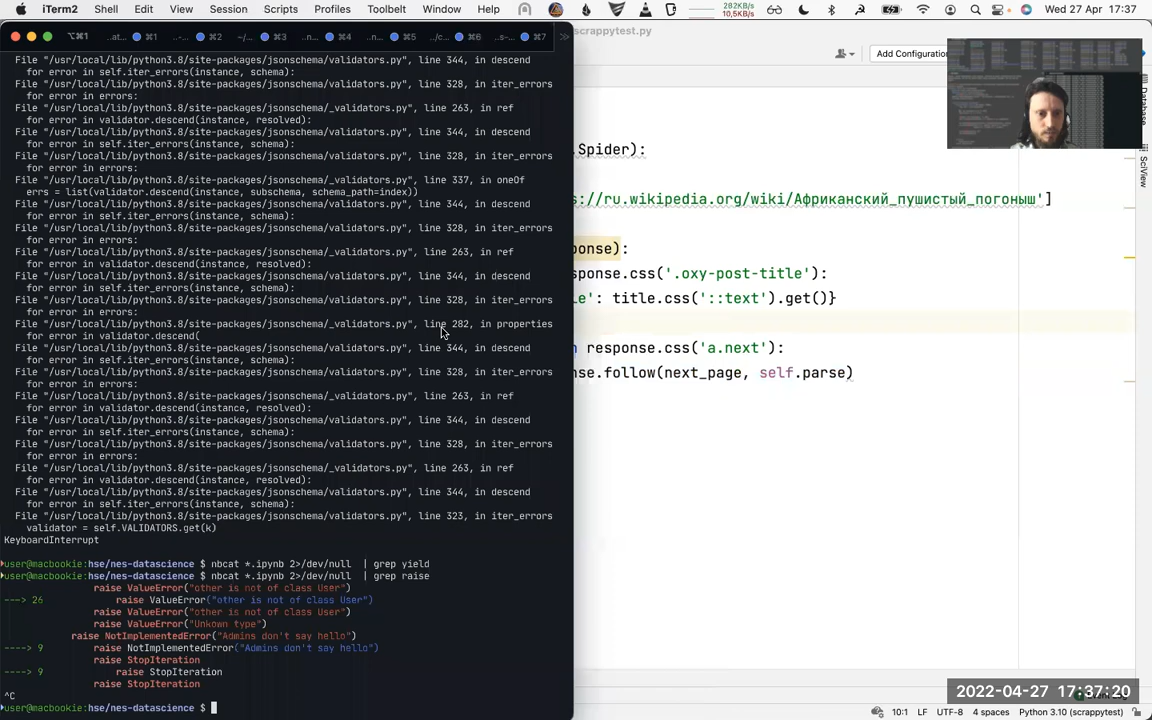 iTerm2 Shell Edit View Session Scripts Profiles Toolbelt Window Help 282KB/s 10,5KB/s Wed 27 Apr 17:37
⌥⌘1 ..at... ⌘1 ..-... ⌘2 ~/... ⌘3 ..n... ⌘4 ..n... ⌘5 ../c... ⌘6 ..s-... ⌘7 scrappytest.py
Add Configuration
File "/usr/local/lib/python3.8/site-packages/jsonschema/validators.py", line 344, in descend
for error in self.iter_errors(instance, schema):
File "/usr/local/lib/python3.8/site-packages/jsonschema/validators.py", line 328, in iter_errors
for error in errors:
File "/usr/local/lib/python3.8/site-packages/jsonschema/_validators.py", line 263, in ref
for error in validator.descend(instance, resolved):
File "/usr/local/lib/python3.8/site-packages/jsonschema/validators.py", line 344, in descend
for error in self.iter_errors(instance, schema):
File "/usr/local/lib/python3.8/site-packages/jsonschema/validators.py", line 328, in iter_errors
for error in errors:
File "/usr/local/lib/python3.8/site-packages/jsonschema/_validators.py", line 337, in oneOf
errs = list(validator.descend(instance, subschema, schema_path=index))
File "/usr/local/lib/python3.8/site-packages/jsonschema/validators.py", line 344, in descend
for error in self.iter_errors(instance, schema):
File "/usr/local/lib/python3.8/site-packages/jsonschema/validators.py", line 328, in iter_errors
for error in errors:
File "/usr/local/lib/python3.8/site-packages/jsonschema/_validators.py", line 263, in ref
for error in validator.descend(instance, resolved):
File "/usr/local/lib/python3.8/site-packages/jsonschema/validators.py", line 344, in descend
for error in self.iter_errors(instance, schema):
File "/usr/local/lib/python3.8/site-packages/jsonschema/validators.py", line 328, in iter_errors
for error in errors:
File "/usr/local/lib/python3.8/site-packages/jsonschema/_validators.py", line 282, in properties
for error in validator.descend(
File "/usr/local/lib/python3.8/site-packages/jsonschema/validators.py", line 344, in descend
for error in self.iter_errors(instance, schema):
File "/usr/local/lib/python3.8/site-packages/jsonschema/validators.py", line 328, in iter_errors
for error in errors:
File "/usr/local/lib/python3.8/site-packages/jsonschema/_validators.py", line 263, in ref
for error in validator.descend(instance, resolved):
File "/usr/local/lib/python3.8/site-packages/jsonschema/validators.py", line 344, in descend
for error in self.iter_errors(instance, schema):
File "/usr/local/lib/python3.8/site-packages/jsonschema/validators.py", line 328, in iter_errors
for error in errors:
File "/usr/local/lib/python3.8/site-packages/jsonschema/_validators.py", line 263, in ref
for error in validator.descend(instance, resolved):
File "/usr/local/lib/python3.8/site-packages/jsonschema/validators.py", line 344, in descend
for error in self.iter_errors(instance, schema):
File "/usr/local/lib/python3.8/site-packages/jsonschema/validators.py", line 323, in iter_errors
validator = self.VALIDATORS.get(k)
KeyboardInterrupt
user@macbookie:hse/nes-datascience $ nbcat *.ipynb 2>/dev/null | grep yield
user@macbookie:hse/nes-datascience $ nbcat *.ipynb 2>/dev/null | grep raise
raise ValueError("other is not of class User")
---> 26 raise ValueError("other is not of class User")
raise ValueError("other is not of class User")
raise ValueError("Unkown type")
raise NotImplementedError("Admins don't say hello")
----> 9 raise NotImplementedError("Admins don't say hello")
raise StopIteration
----> 9 raise StopIteration
raise StopIteration
^C
user@macbookie:hse/nes-datascience $
.Spider):
s://ru.wikipedia.org/wiki/Африканский_пушистый_погоныш']
ponse):
sponse.css('.oxy-post-title'):
le': title.css('::text').get()}
n response.css('a.next'):
nse.follow(next_page, self.parse)
Database
SciView
2022-04-27 17:37:20
10:1 LF UTF-8 4 spaces Python 3.10 (scrappytest)